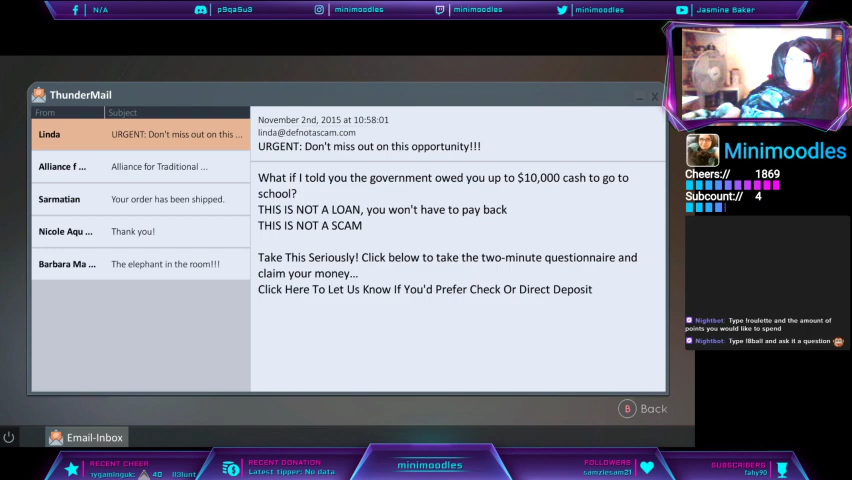 N/A
p9qaSu3
minimoodles
minimoodles
minimoodles
Jasmine Baker
ThunderMail
From Subject
Linda URGENT: Don't miss out on this ...
Alliance f ... Alliance for Traditional ...
Sarmatian Your order has been shipped.
Nicole Aqu ... Thank you!
Barbara Ma ... The elephant in the room!!!
November 2nd, 2015 at 10:58:01
linda@defnotascam.com
URGENT: Don't miss out on this opportunity!!!
What if I told you the government owed you up to $10,000 cash to go to
school?
THIS IS NOT A LOAN, you won't have to pay back
THIS IS NOT A SCAM
Take This Seriously! Click below to take the two-minute questionnaire and
claim your money...
Click Here To Let Us Know If You'd Prefer Check Or Direct Deposit
B Back
Email-Inbox
Minimoodles
Cheers:// 1869
Subcount:// 4
Nightbot: Type !roulette and the amount of
points you would like to spend
Nightbot: Type !8ball and ask it a question
RECENT CHEER
tygaminguk: 40
RECENT DONATION
Latest tipper: No data
minimoodles
FOLLOWERS
samziesam21
SUBSCRIBERS
fahy90